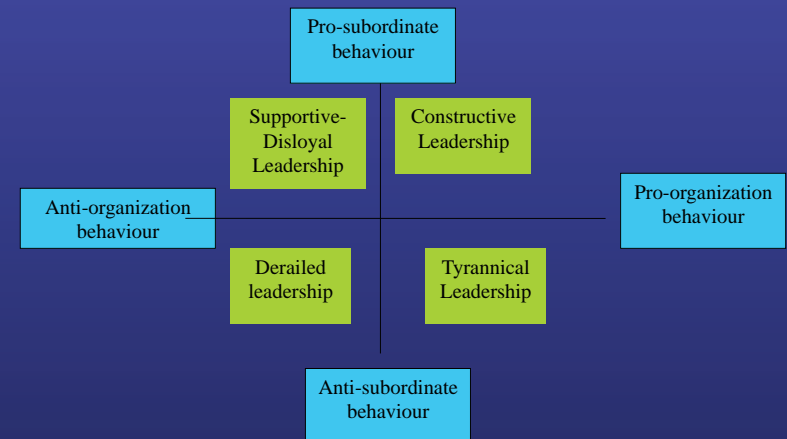 Pro-subordinate
behaviour
Supportive-
Disloyal
Leadership
Constructive
Leadership
Anti-organization
behaviour
Pro-organization
behaviour
Derailed
leadership
Tyrannical
Leadership
Anti-subordinate
behaviour